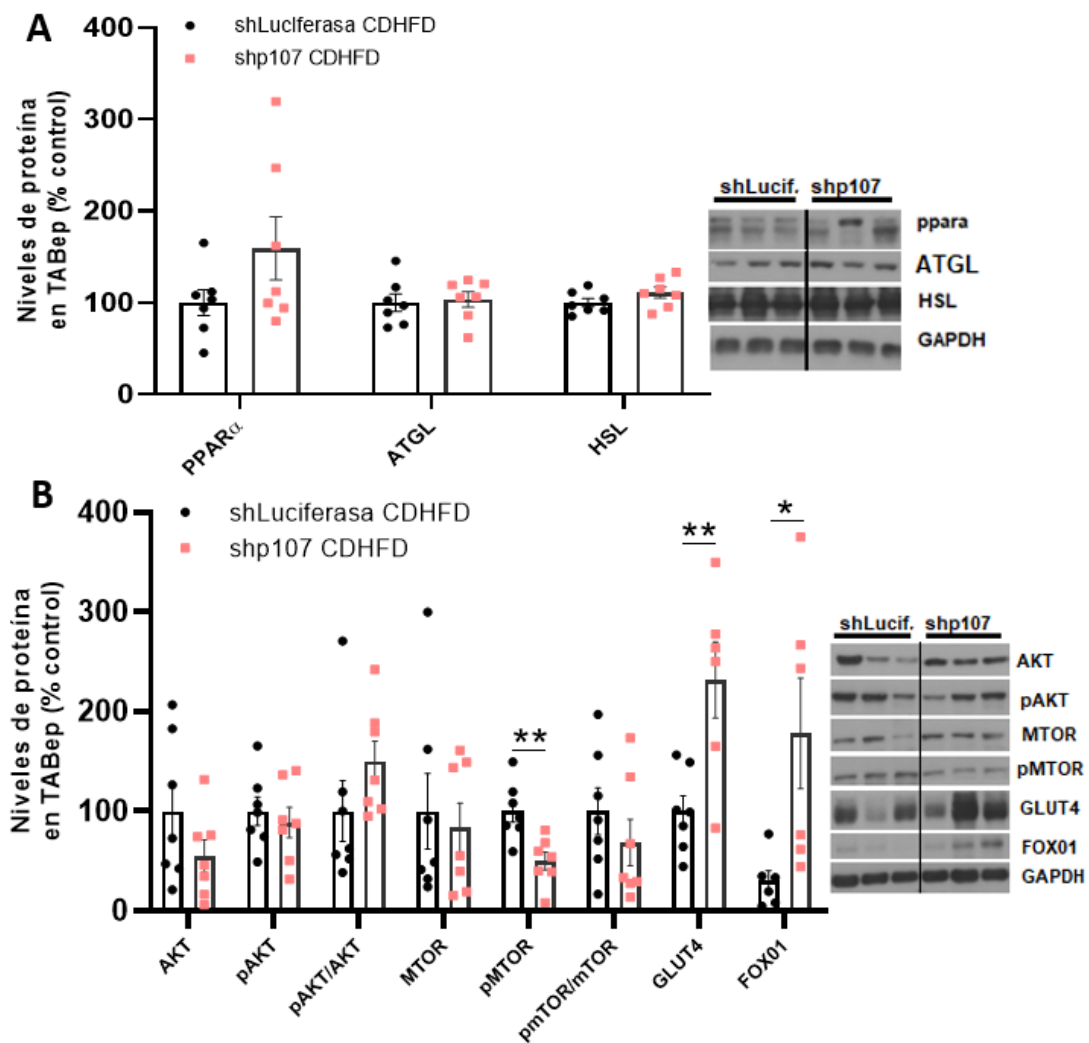 A
400
300
200
100
0
Niveles de proteína
en TABep (% control)
shLuciferasa CDHFD
shp107 CDHFD
PPARα
ATGL
HSL
shLucif. shp107
ppara
ATGL
HSL
GAPDH
B
400
300
200
100
0
Niveles de proteína
en TABep (% control)
shLuciferasa CDHFD
shp107 CDHFD
**
**
*
AKT
pAKT
pAKT/AKT
MTOR
pMTOR
pmTOR/mTOR
GLUT4
FOX01
shLucif. shp107
AKT
pAKT
MTOR
pMTOR
GLUT4
FOX01
GAPDH